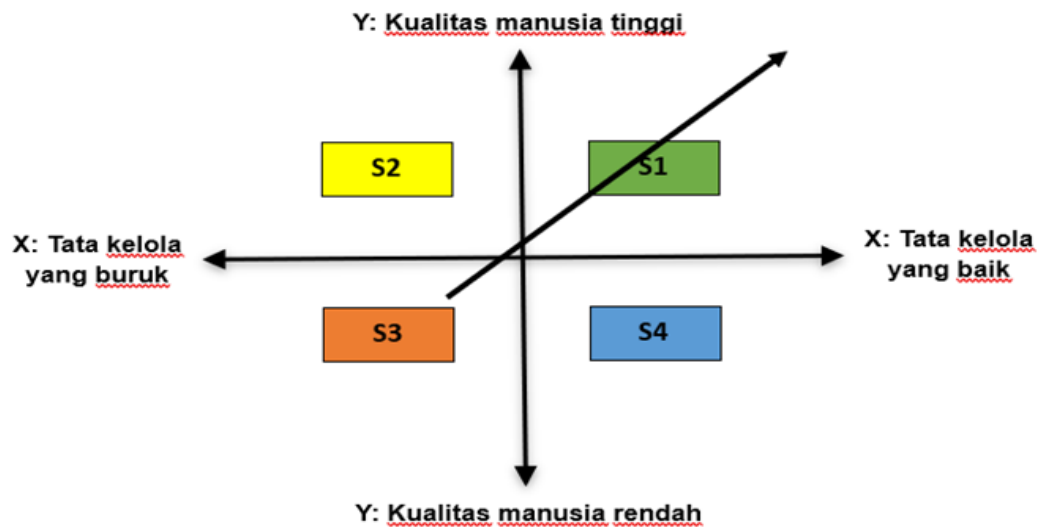 Y: Kualitas manusia tinggi
S2
S1
X: Tata kelola
yang buruk
X: Tata kelola
yang baik
S3
S4
Y: Kualitas manusia rendah